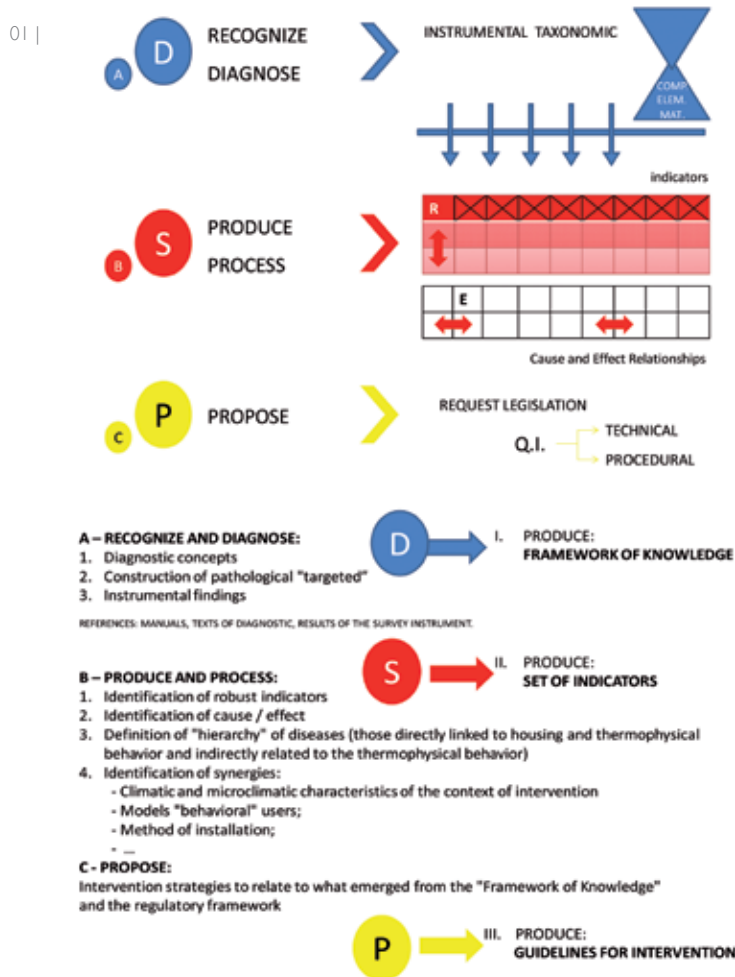 01 |
D
A
RECOGNIZE
DIAGNOSE
INSTRUMENTAL TAXONOMIC
COMP.
ELEM.
MAT.
indicators
S
B
PRODUCE
PROCESS
R
E
Cause and Effect Relationships
P
C
PROPOSE
REQUEST LEGISLATION
Q.I.
TECHNICAL
PROCEDURAL
A – RECOGNIZE AND DIAGNOSE:
1. Diagnostic concepts
2. Construction of pathological "targeted"
3. Instrumental findings
REFERENCES: MANUALS, TEXTS OF DIAGNOSTIC, RESULTS OF THE SURVEY INSTRUMENT.
D
I. PRODUCE:
FRAMEWORK OF KNOWLEDGE
S
II. PRODUCE:
SET OF INDICATORS
B – PRODUCE AND PROCESS:
1. Identification of robust indicators
2. Identification of cause / effect
3. Definition of "hierarchy" of diseases (those directly linked to housing and thermophysical
behavior and indirectly related to the thermophysical behavior)
4. Identification of synergies:
- Climatic and microclimatic characteristics of the context of intervention
- Models "behavioral" users;
- Method of installation;
- ...
C - PROPOSE:
Intervention strategies to relate to what emerged from the "Framework of Knowledge"
and the regulatory framework
P
III. PRODUCE:
GUIDELINES FOR INTERVENTION